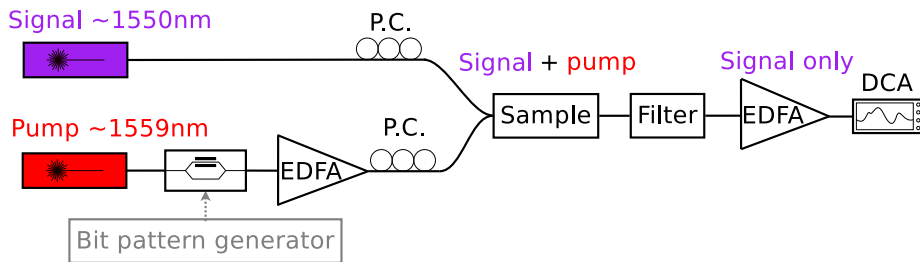 Signal ~1550nm
P.C.
Signal + pump
Signal only
DCA
Sample
Filter
EDFA
Pump ~1559nm
P.C.
EDFA
Bit pattern generator